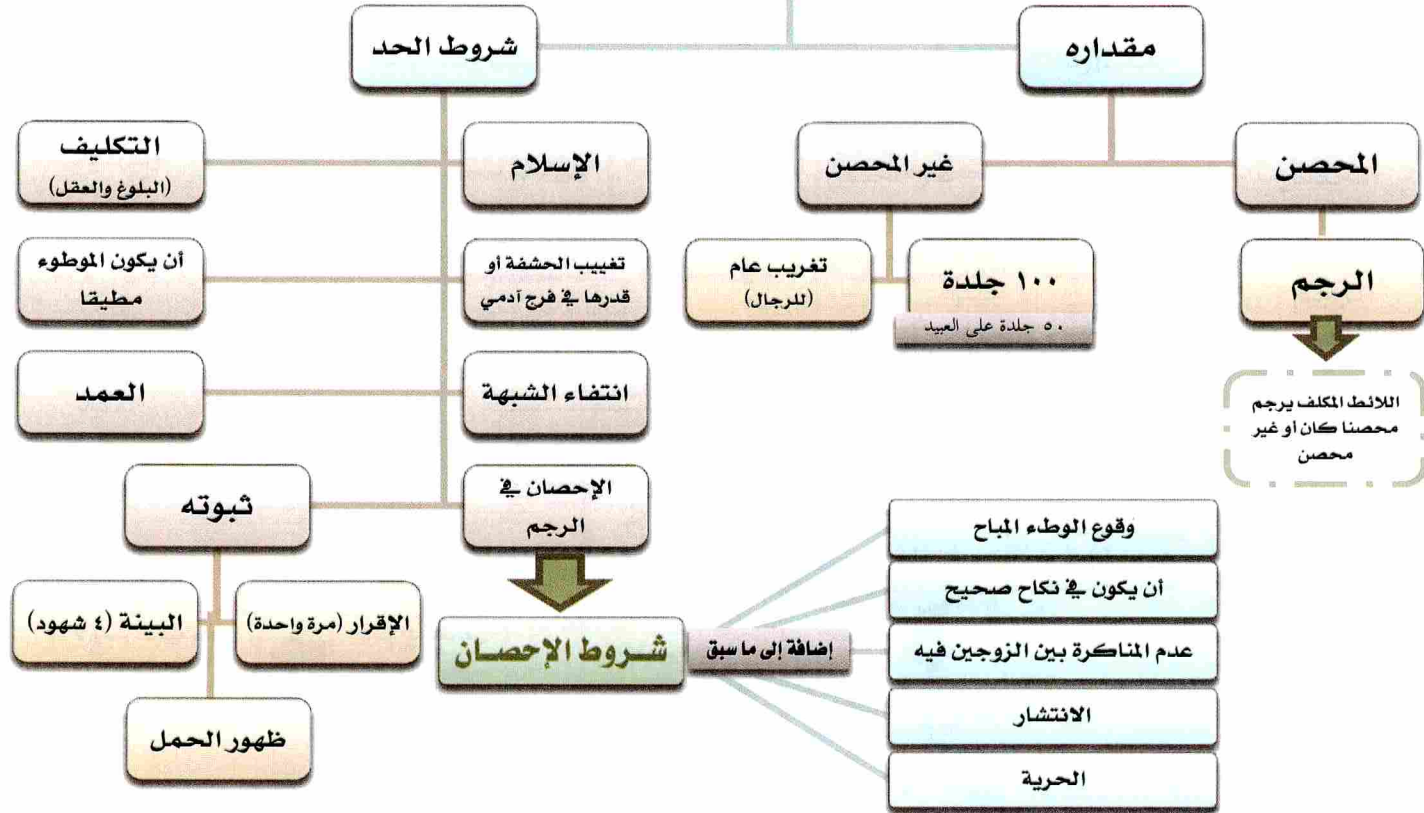 مقداره
شروط الحد
المحصن
غير المحصن
الرجم
١٠٠ جلدة
٥٠ جلدة على العبيد
تغريب عام
(للرجال)
اللائط المكلف يرجم
محصنا كان أو غير
محصن
الإسلام
التكليف
(البلوغ والعقل)
تغييب الحشفة أو
قدرها في فرج آدمي
أن يكون الموطوء
مطيقا
انتفاء الشبهة
العمد
الإحصان في
الرجم
ثبوته
الإقرار (مرة واحدة)
البينة (٤ شهود)
ظهور الحمل
شروط الإحصان
إضافة إلى ما سبق
وقوع الوطء المباح
أن يكون في نكاح صحيح
عدم المناكرة بين الزوجين فيه
الانتشار
الحرية